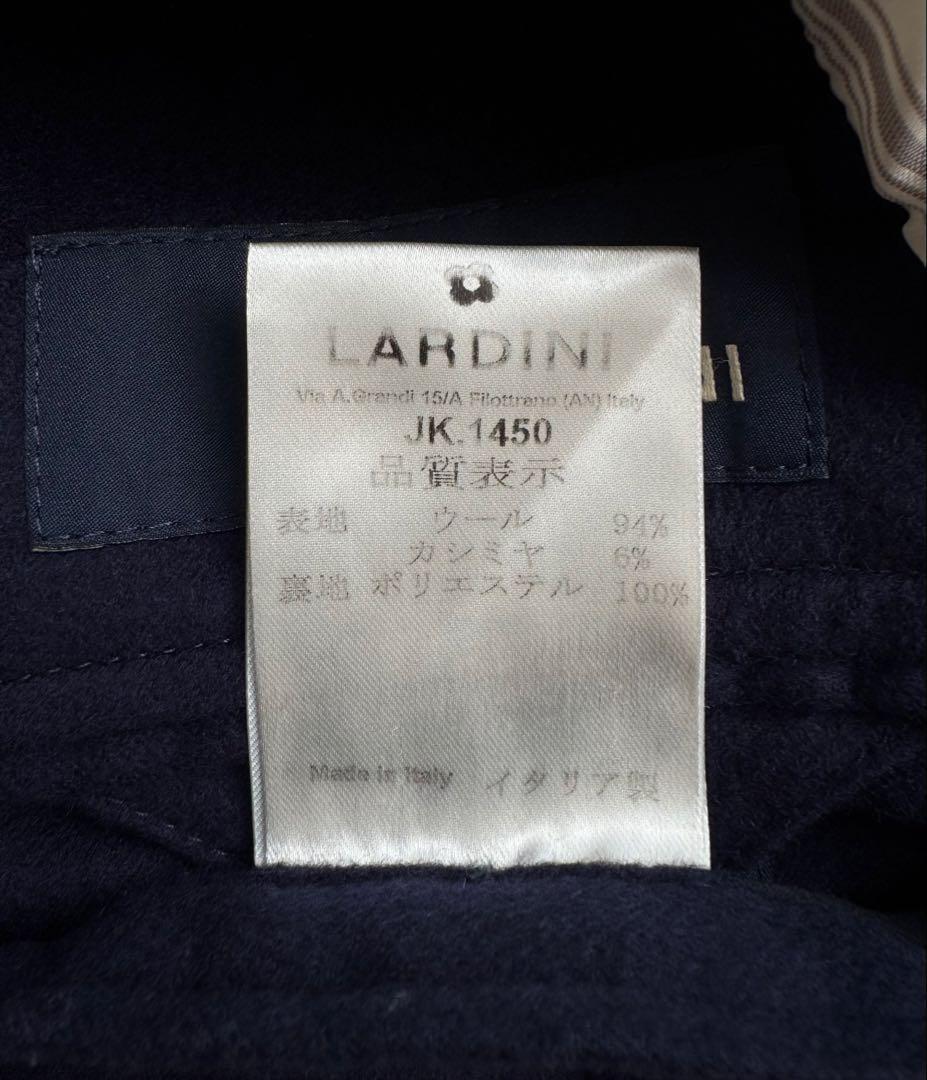 LARDINI
Via A.Grandi 15/A Filottrano (AN) Italy
JK.1450
品質表示
表地 ウール 94%
カシミヤ 6%
裏地 ポリエステル 100%
Made in Italy イタリア製